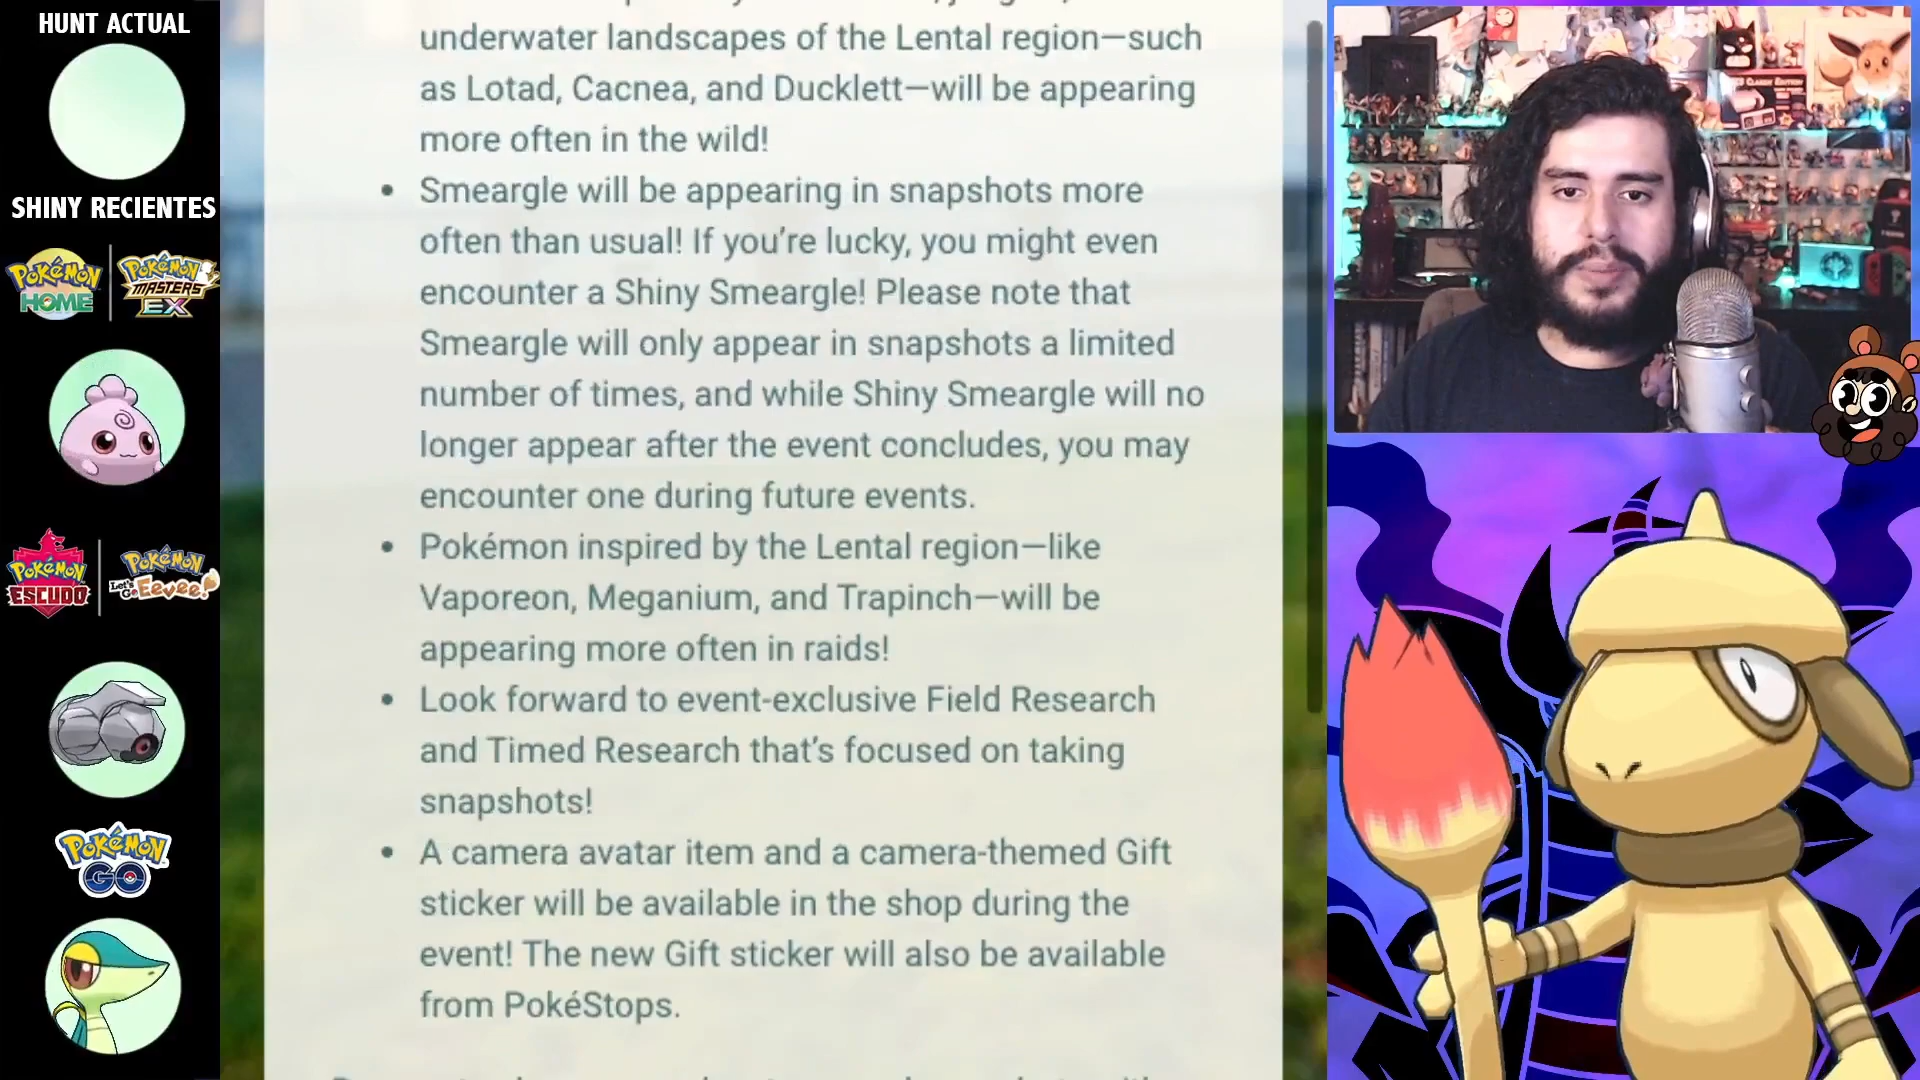 HUNT ACTUAL
SHINY RECIENTES
POKéMON
HOME
POKéMON
MASTERS
EX
POKéMON
ESCUDO
POKéMON
Let's Go Eevee!
POKéMON
GO
underwater landscapes of the Lental region—such
as Lotad, Cacnea, and Ducklett—will be appearing
more often in the wild!
• Smeargle will be appearing in snapshots more
often than usual! If you're lucky, you might even
encounter a Shiny Smeargle! Please note that
Smeargle will only appear in snapshots a limited
number of times, and while Shiny Smeargle will no
longer appear after the event concludes, you may
encounter one during future events.
• Pokémon inspired by the Lental region—like
Vaporeon, Meganium, and Trapinch—will be
appearing more often in raids!
• Look forward to event-exclusive Field Research
and Timed Research that's focused on taking
snapshots!
• A camera avatar item and a camera-themed Gift
sticker will be available in the shop during the
event! The new Gift sticker will also be available
from PokéStops.